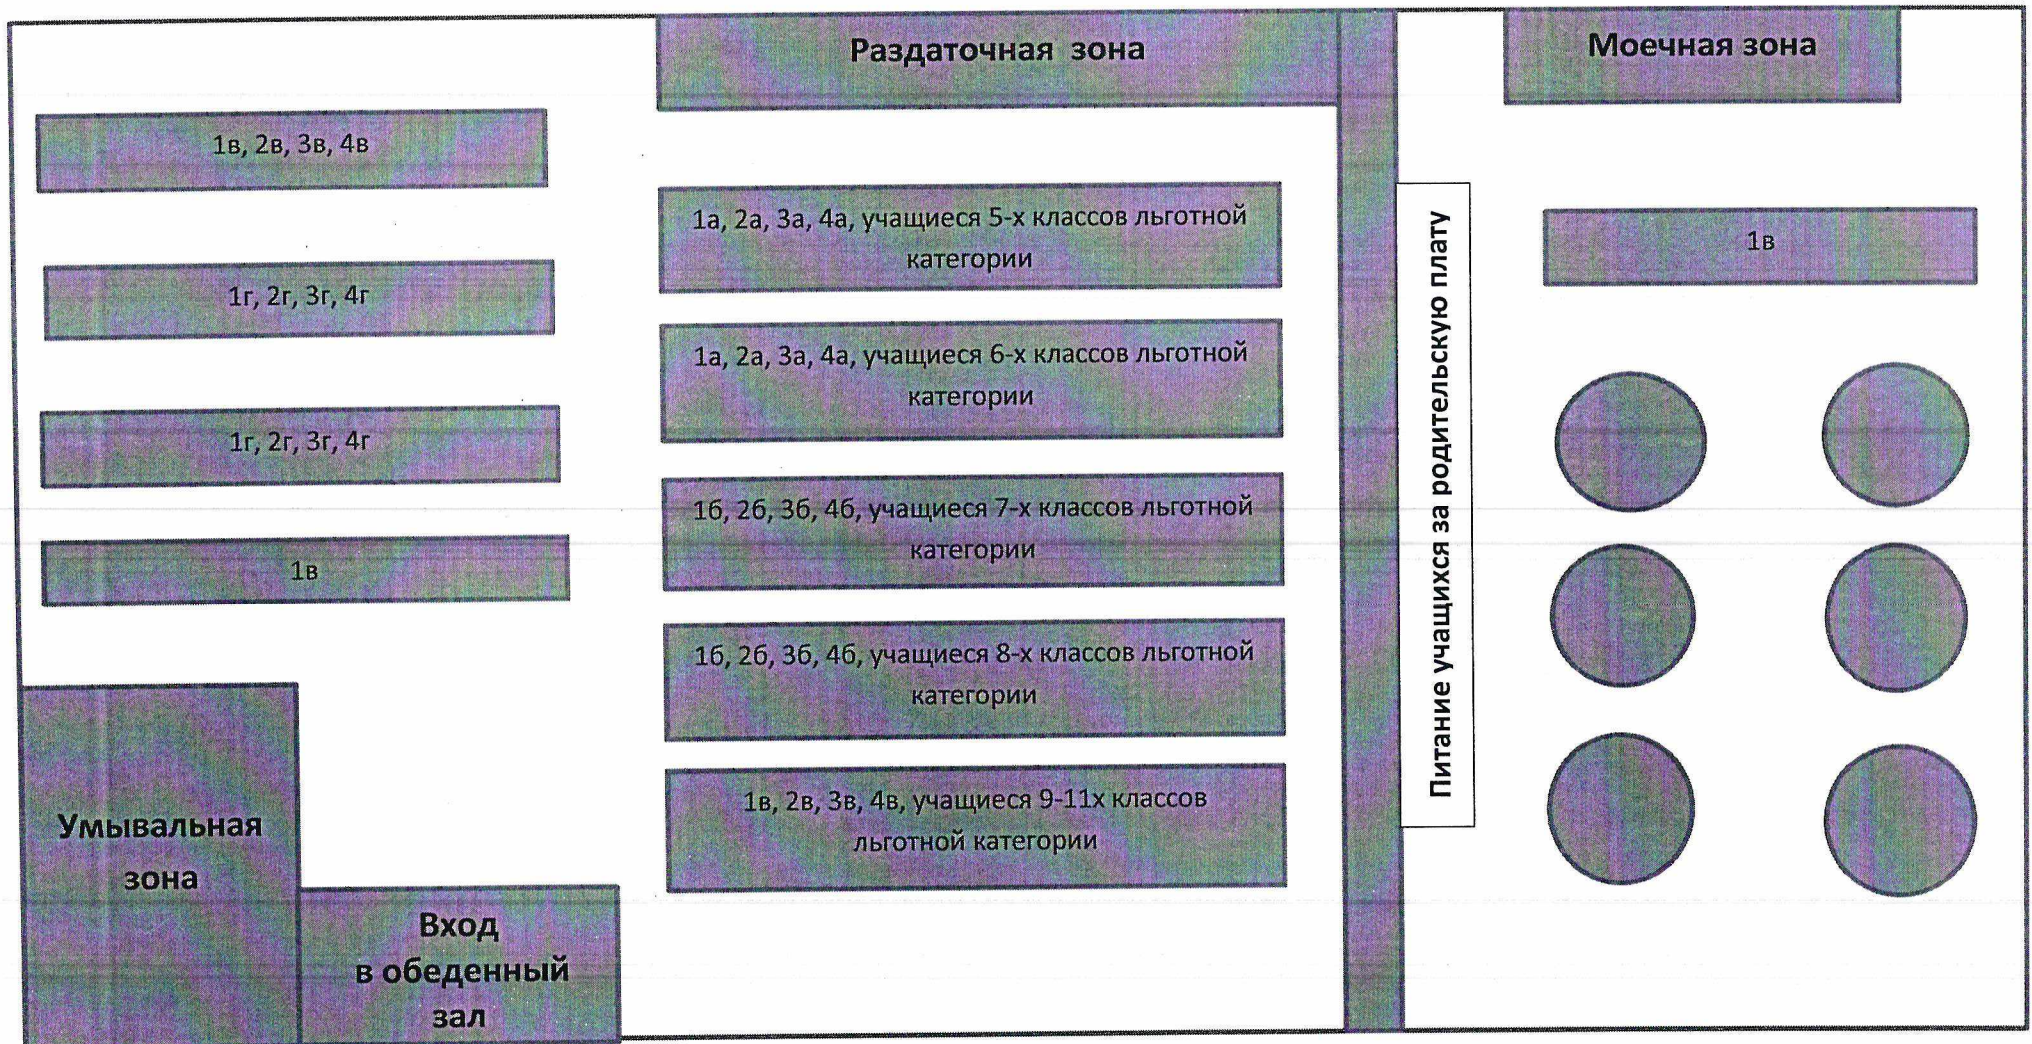 Раздаточная зона
Моечная зона
1в, 2в, 3в, 4в
1г, 2г, 3г, 4г
1г, 2г, 3г, 4г
1в
1а, 2а, 3а, 4а, учащиеся 5-х классов льготной
категории
1а, 2а, 3а, 4а, учащиеся 6-х классов льготной
категории
1б, 2б, 3б, 4б, учащиеся 7-х классов льготной
категории
1б, 2б, 3б, 4б, учащиеся 8-х классов льготной
категории
1в, 2в, 3в, 4в, учащиеся 9-11х классов
льготной категории
Питание учащихся за родительскую плату
1в
Умывальная
зона
Вход
в обеденный
зал